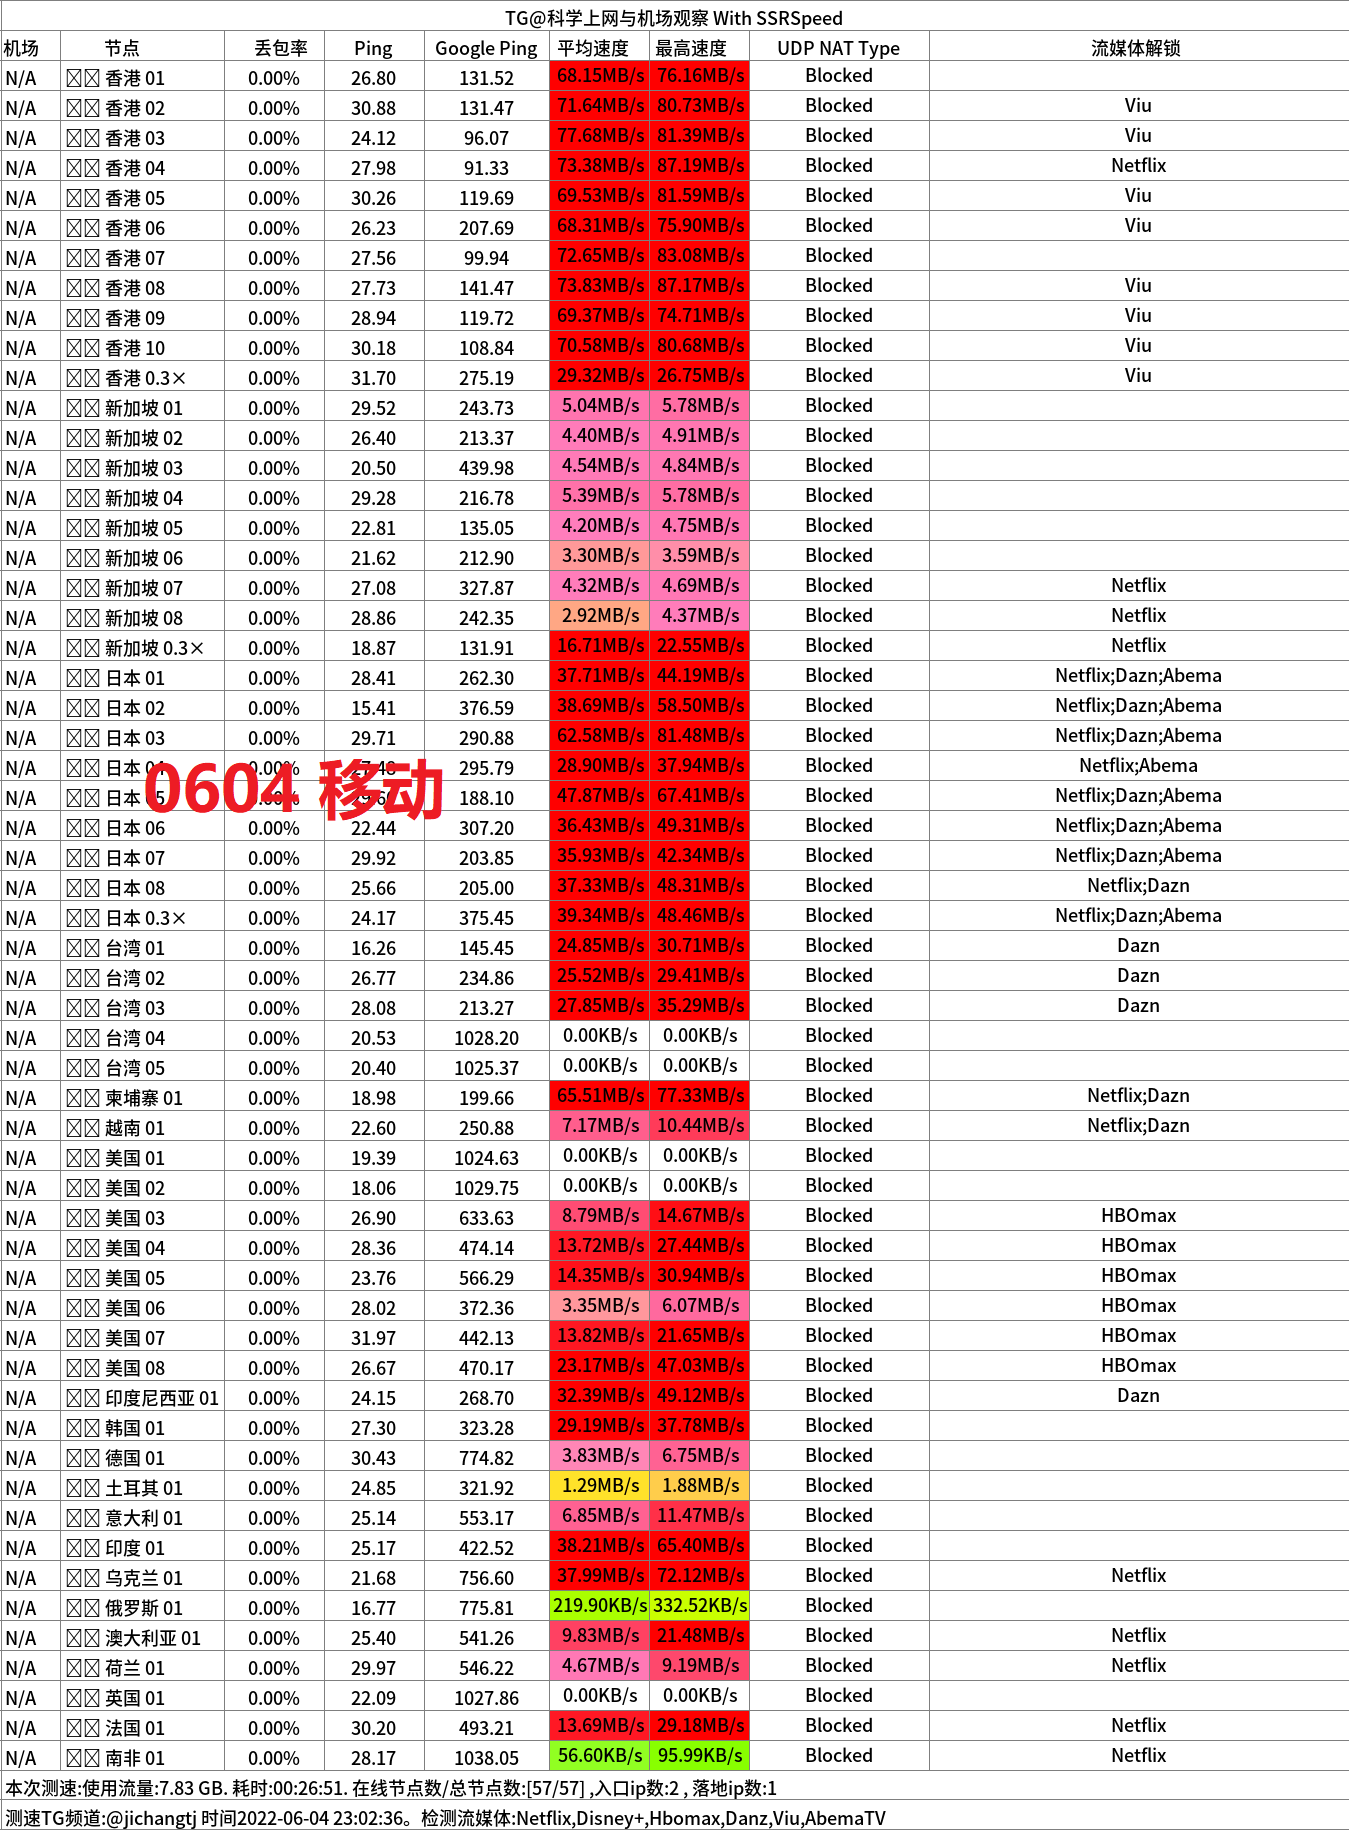 TG@科学上网与机场观察 With SSRSpeed
机场 节点 丢包率 Ping Google Ping 平均速度 最高速度 UDP NAT Type 流媒体解锁
N/A 香港 01 0.00% 26.80 131.52 68.15MB/s 76.16MB/s Blocked
N/A 香港 02 0.00% 30.88 131.47 71.64MB/s 80.73MB/s Blocked Viu
N/A 香港 03 0.00% 24.12 96.07 77.68MB/s 81.39MB/s Blocked Viu
N/A 香港 04 0.00% 27.98 91.33 73.38MB/s 87.19MB/s Blocked Netflix
N/A 香港 05 0.00% 30.26 119.69 69.53MB/s 81.59MB/s Blocked Viu
N/A 香港 06 0.00% 26.23 207.69 68.31MB/s 75.90MB/s Blocked Viu
N/A 香港 07 0.00% 27.56 99.94 72.65MB/s 83.08MB/s Blocked
N/A 香港 08 0.00% 27.73 141.47 73.83MB/s 87.17MB/s Blocked Viu
N/A 香港 09 0.00% 28.94 119.72 69.37MB/s 74.71MB/s Blocked Viu
N/A 香港 10 0.00% 30.18 108.84 70.58MB/s 80.68MB/s Blocked Viu
N/A 香港 0.3× 0.00% 31.70 275.19 29.32MB/s 26.75MB/s Blocked Viu
N/A 新加坡 01 0.00% 29.52 243.73 5.04MB/s 5.78MB/s Blocked
N/A 新加坡 02 0.00% 26.40 213.37 4.40MB/s 4.91MB/s Blocked
N/A 新加坡 03 0.00% 20.50 439.98 4.54MB/s 4.84MB/s Blocked
N/A 新加坡 04 0.00% 29.28 216.78 5.39MB/s 5.78MB/s Blocked
N/A 新加坡 05 0.00% 22.81 135.05 4.20MB/s 4.75MB/s Blocked
N/A 新加坡 06 0.00% 21.62 212.90 3.30MB/s 3.59MB/s Blocked
N/A 新加坡 07 0.00% 27.08 327.87 4.32MB/s 4.69MB/s Blocked Netflix
N/A 新加坡 08 0.00% 28.86 242.35 2.92MB/s 4.37MB/s Blocked Netflix
N/A 新加坡 0.3× 0.00% 18.87 131.91 16.71MB/s 22.55MB/s Blocked Netflix
N/A 日本 01 0.00% 28.41 262.30 37.71MB/s 44.19MB/s Blocked Netflix;Dazn;Abema
N/A 日本 02 0.00% 15.41 376.59 38.69MB/s 58.50MB/s Blocked Netflix;Dazn;Abema
N/A 日本 03 0.00% 29.71 290.88 62.58MB/s 81.48MB/s Blocked Netflix;Dazn;Abema
N/A 日本 04 0.00% 295.79 28.90MB/s 37.94MB/s Blocked Netflix;Abema
0604 移动
N/A 日本 05 0.00% 188.10 47.87MB/s 67.41MB/s Blocked Netflix;Dazn;Abema
N/A 日本 06 0.00% 22.44 307.20 36.43MB/s 49.31MB/s Blocked Netflix;Dazn;Abema
N/A 日本 07 0.00% 29.92 203.85 35.93MB/s 42.34MB/s Blocked Netflix;Dazn;Abema
N/A 日本 08 0.00% 25.66 205.00 37.33MB/s 48.31MB/s Blocked Netflix;Dazn
N/A 日本 0.3× 0.00% 24.17 375.45 39.34MB/s 48.46MB/s Blocked Netflix;Dazn;Abema
N/A 台湾 01 0.00% 16.26 145.45 24.85MB/s 30.71MB/s Blocked Dazn
N/A 台湾 02 0.00% 26.77 234.86 25.52MB/s 29.41MB/s Blocked Dazn
N/A 台湾 03 0.00% 28.08 213.27 27.85MB/s 35.29MB/s Blocked Dazn
N/A 台湾 04 0.00% 20.53 1028.20 0.00KB/s 0.00KB/s Blocked
N/A 台湾 05 0.00% 20.40 1025.37 0.00KB/s 0.00KB/s Blocked
N/A 柬埔寨 01 0.00% 18.98 199.66 65.51MB/s 77.33MB/s Blocked Netflix;Dazn
N/A 越南 01 0.00% 22.60 250.88 7.17MB/s 10.44MB/s Blocked Netflix;Dazn
N/A 美国 01 0.00% 19.39 1024.63 0.00KB/s 0.00KB/s Blocked
N/A 美国 02 0.00% 18.06 1029.75 0.00KB/s 0.00KB/s Blocked
N/A 美国 03 0.00% 26.90 633.63 8.79MB/s 14.67MB/s Blocked HBOmax
N/A 美国 04 0.00% 28.36 474.14 13.72MB/s 27.44MB/s Blocked HBOmax
N/A 美国 05 0.00% 23.76 566.29 14.35MB/s 30.94MB/s Blocked HBOmax
N/A 美国 06 0.00% 28.02 372.36 3.35MB/s 6.07MB/s Blocked HBOmax
N/A 美国 07 0.00% 31.97 442.13 13.82MB/s 21.65MB/s Blocked HBOmax
N/A 美国 08 0.00% 26.67 470.17 23.17MB/s 47.03MB/s Blocked HBOmax
N/A 印度尼西亚 01 0.00% 24.15 268.70 32.39MB/s 49.12MB/s Blocked Dazn
N/A 韩国 01 0.00% 27.30 323.28 29.19MB/s 37.78MB/s Blocked
N/A 德国 01 0.00% 30.43 774.82 3.83MB/s 6.75MB/s Blocked
N/A 土耳其 01 0.00% 24.85 321.92 1.29MB/s 1.88MB/s Blocked
N/A 意大利 01 0.00% 25.14 553.17 6.85MB/s 11.47MB/s Blocked
N/A 印度 01 0.00% 25.17 422.52 38.21MB/s 65.40MB/s Blocked
N/A 乌克兰 01 0.00% 21.68 756.60 37.99MB/s 72.12MB/s Blocked Netflix
N/A 俄罗斯 01 0.00% 16.77 775.81 219.90KB/s 332.52KB/s Blocked
N/A 澳大利亚 01 0.00% 25.40 541.26 9.83MB/s 21.48MB/s Blocked Netflix
N/A 荷兰 01 0.00% 29.97 546.22 4.67MB/s 9.19MB/s Blocked Netflix
N/A 英国 01 0.00% 22.09 1027.86 0.00KB/s 0.00KB/s Blocked
N/A 法国 01 0.00% 30.20 493.21 13.69MB/s 29.18MB/s Blocked Netflix
N/A 南非 01 0.00% 28.17 1038.05 56.60KB/s 95.99KB/s Blocked Netflix
本次测速:使用流量:7.83 GB. 耗时:00:26:51. 在线节点数/总节点数:[57/57] ,入口ip数:2 , 落地ip数:1
测速TG频道:@jichangtj 时间2022-06-04 23:02:36。检测流媒体:Netflix,Disney+,Hbomax,Danz,Viu,AbemaTV